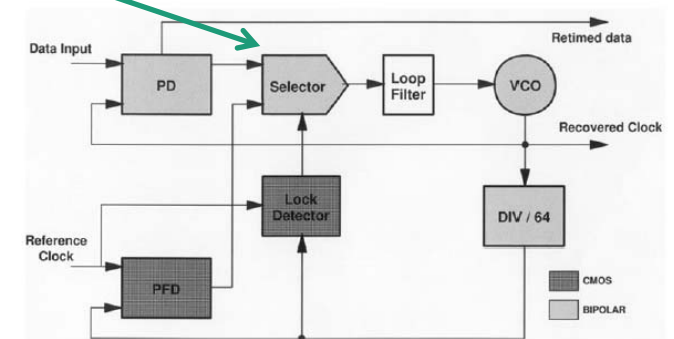 Data Input
PD
Selector
Loop
Filter
VCO
Retimed data
Recovered Clock
Lock
Detector
DIV / 64
Reference
Clock
PFD
CMOS
BIPOLAR